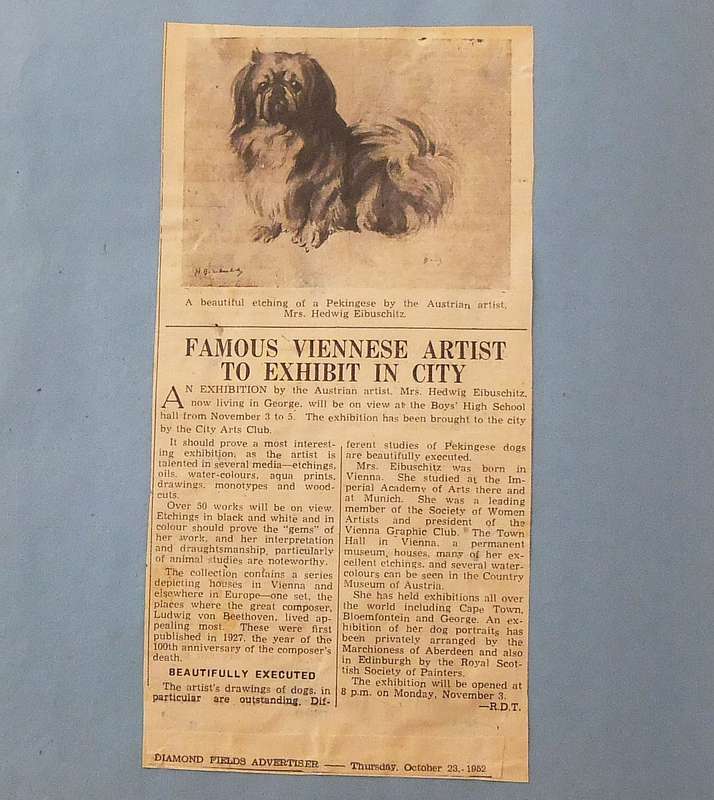 A beautiful etching of a Pekingese by the Austrian artist,
Mrs. Hedwig Eibuschitz.
FAMOUS VIENNESE ARTIST
TO EXHIBIT IN CITY
AN EXHIBITION by the Austrian artist, Mrs. Hedwig Eibuschitz,
now living in George, will be on view at the Boys' High School
hall from November 3 to 5. The exhibition has been brought to the city
by the City Arts Club.
It should prove a most interest-
ing exhibition, as the artist is
talented in several media—etchings,
oils, water-colours, aqua prints,
drawings, monotypes and wood-
cuts.
Over 50 works will be on view.
Etchings in black and white and in
colour should prove the "gems" of
her work, and her interpretation
and draughtsmanship, particularly
of animal studies are noteworthy.
The collection contains a series
depicting houses in Vienna and
elsewhere in Europe—one set, the
places where the great composer,
Ludwig von Beethoven, lived ap-
pealing most. These were first
published in 1927, the year of the
100th anniversary of the composer's
death.
BEAUTIFULLY EXECUTED
The artist's drawings of dogs, in
particular are outstanding. Dif-
ferent studies of Pekingese dogs
are beautifully executed.
Mrs. Eibuschitz was born in
Vienna. She studied at the Im-
perial Academy of Arts there and
at Munich. She was a leading
member of the Society of Women
Artists and president of the
Vienna Graphic Club. The Town
Hall in Vienna, a permanent
museum, houses, many of her ex-
cellent etchings, and several water-
colours can be seen in the Country
Museum of Austria.
She has held exhibitions all over
the world including Cape Town,
Bloemfontein and George. An ex-
hibition of her dog portraits has
been privately arranged by the
Marchioness of Aberdeen and also
in Edinburgh by the Royal Scot-
tish Society of Painters.
The exhibition will be opened at
8 p.m. on Monday, November 3.
—R.D.T.
DIAMOND FIELDS ADVERTISER — Thursday, October 23, 1952